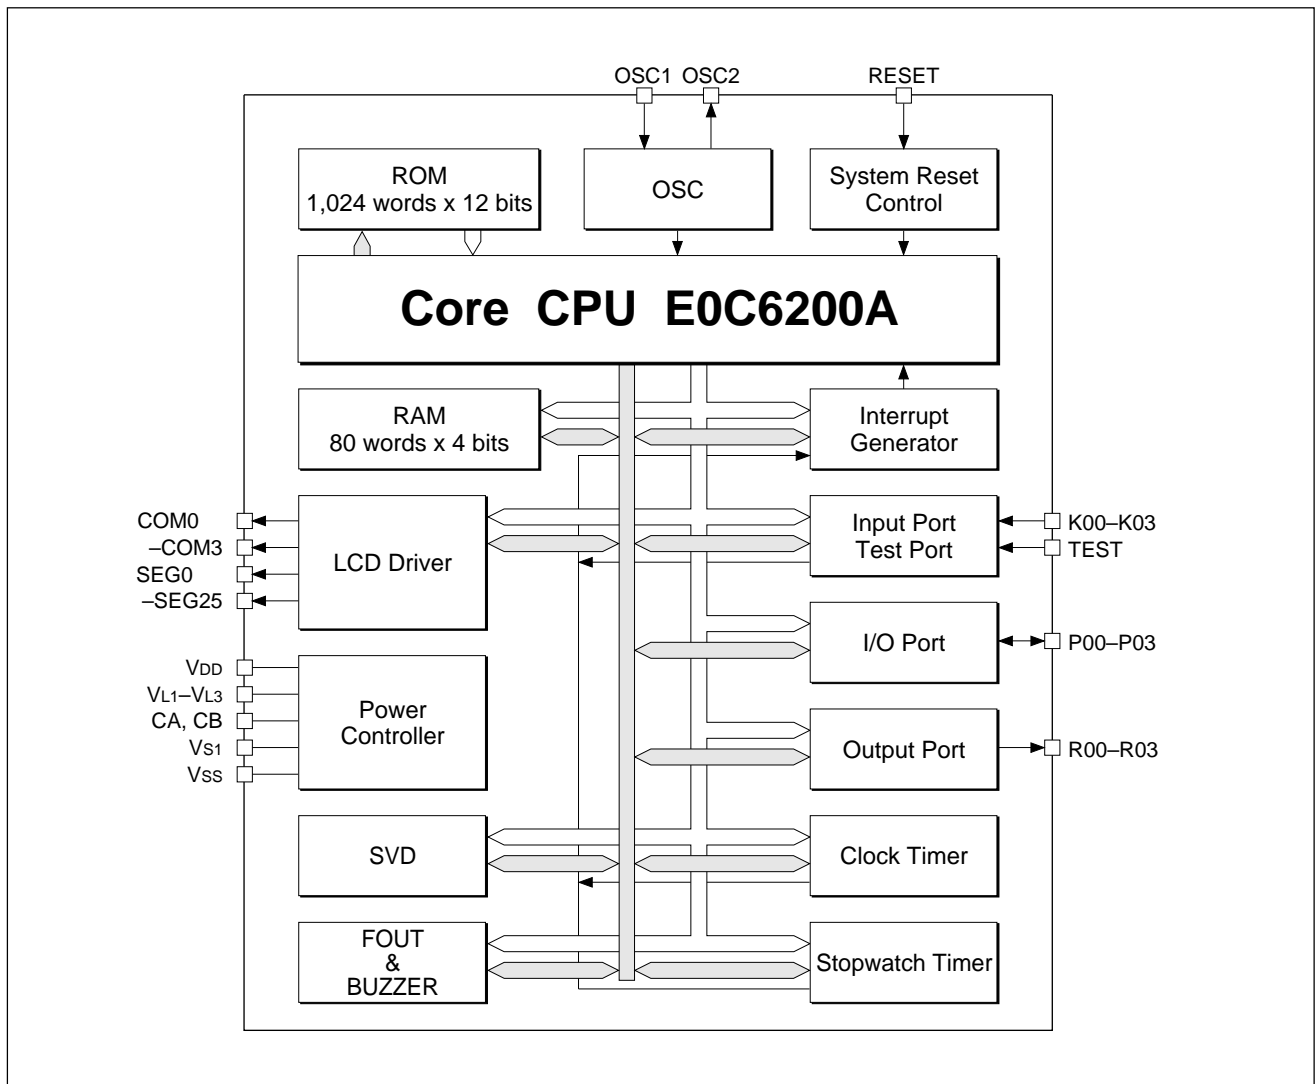 OSC1 OSC2 RESET
ROM
1,024 words x 12 bits
OSC
System Reset
Control
Core CPU E0C6200A
RAM
80 words x 4 bits
Interrupt
Generator
COM0
–COM3
SEG0
–SEG25
LCD Driver
Input Port
Test Port
K00–K03
TEST
I/O Port
P00–P03
VDD
VL1–VL3
CA, CB
VS1
VSS
Power
Controller
Output Port
R00–R03
SVD
Clock Timer
FOUT
&
BUZZER
Stopwatch Timer